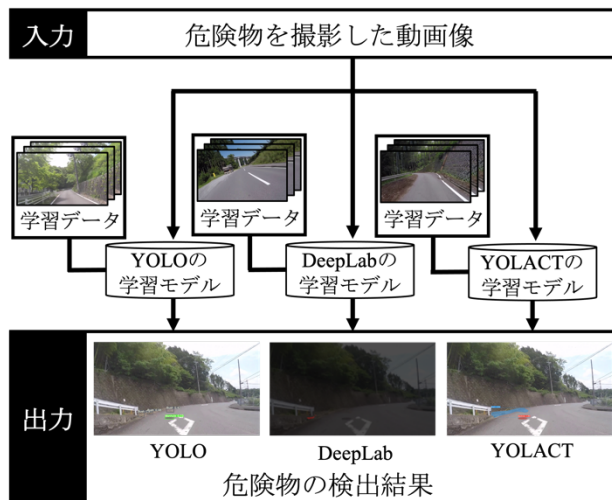 入力
危険物を撮影した動画像
学習データ
学習データ
学習データ
YOLOの
学習モデル
DeepLabの
学習モデル
YOLACTの
学習モデル
出力
YOLO
DeepLab
YOLACT
危険物の検出結果